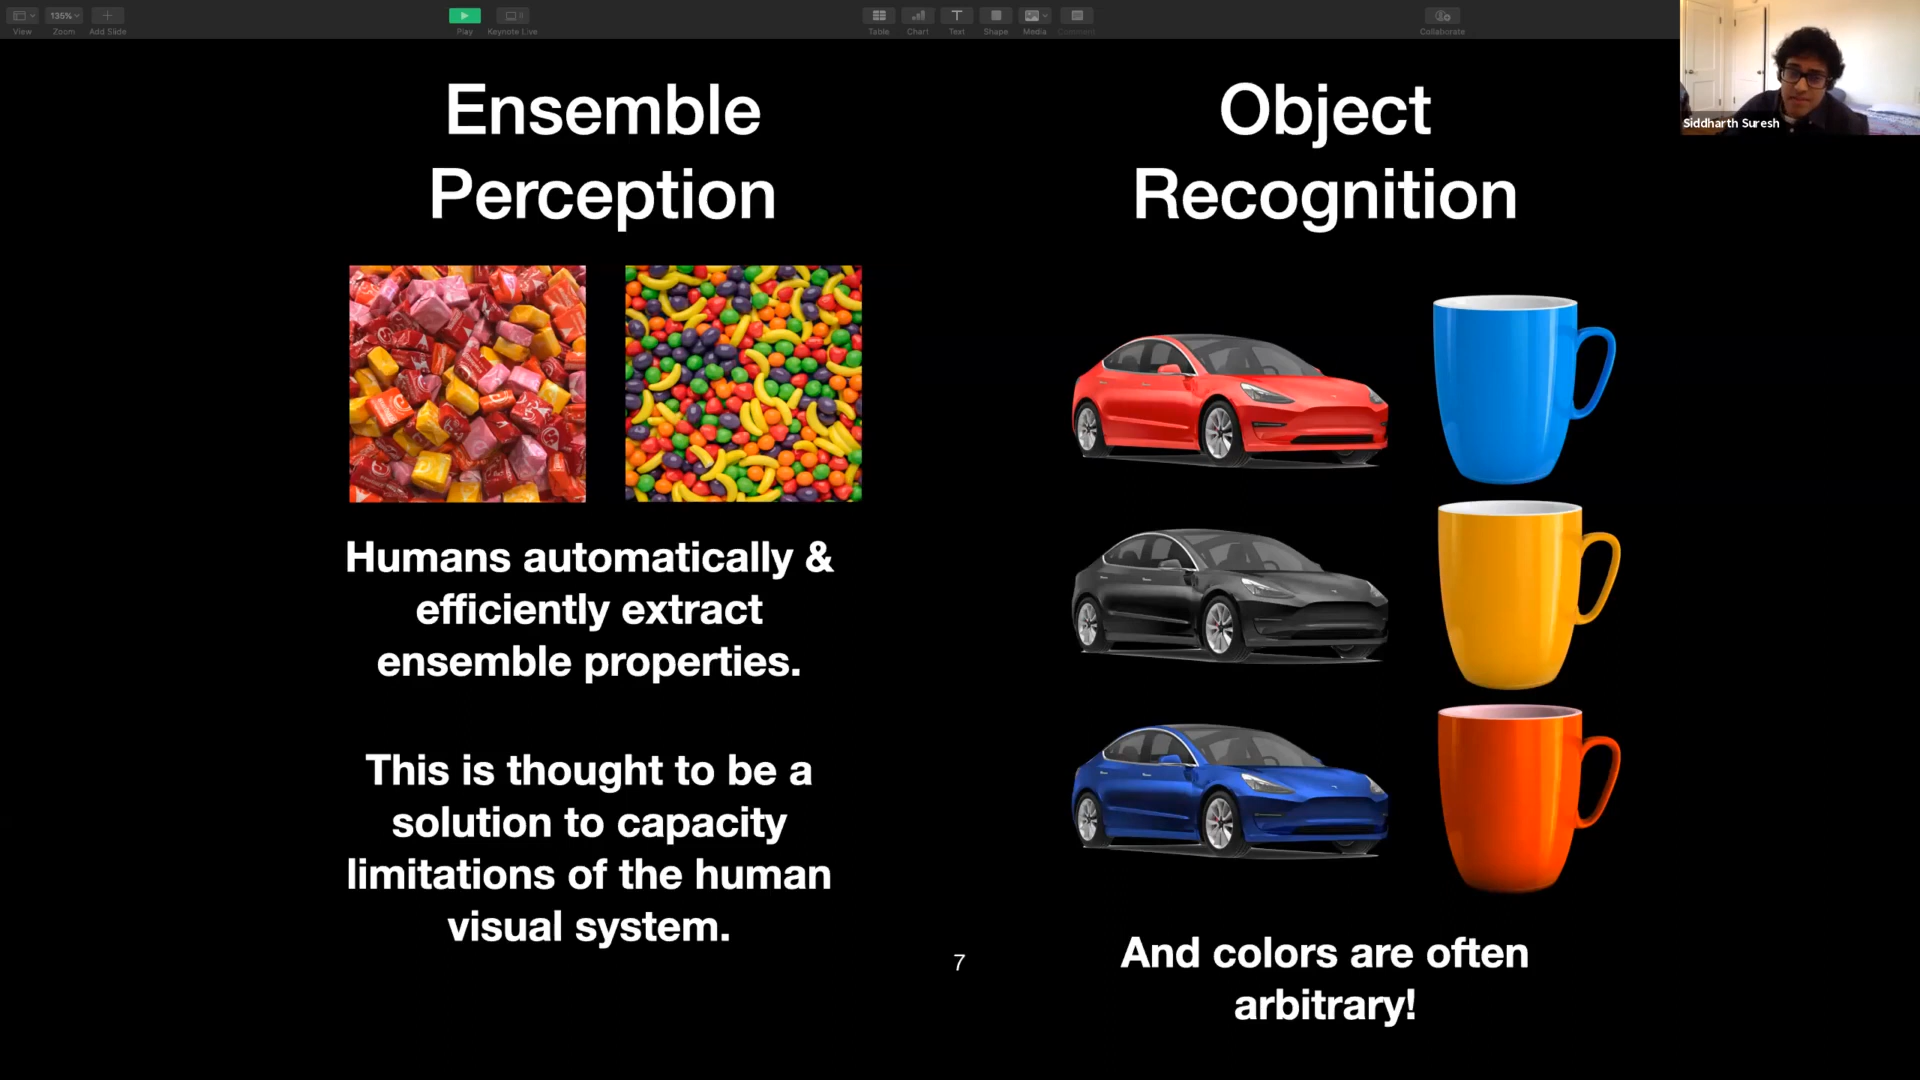 135%
View
Zoom
Add Slide
Play
Keynote Live
Table
Chart
Text
Shape
Media
Comment
Collaborate
Siddharth Suresh
Ensemble
Perception
Humans automatically &
efficiently extract
ensemble properties.
This is thought to be a
solution to capacity
limitations of the human
visual system.
7
Object
Recognition
And colors are often
arbitrary!